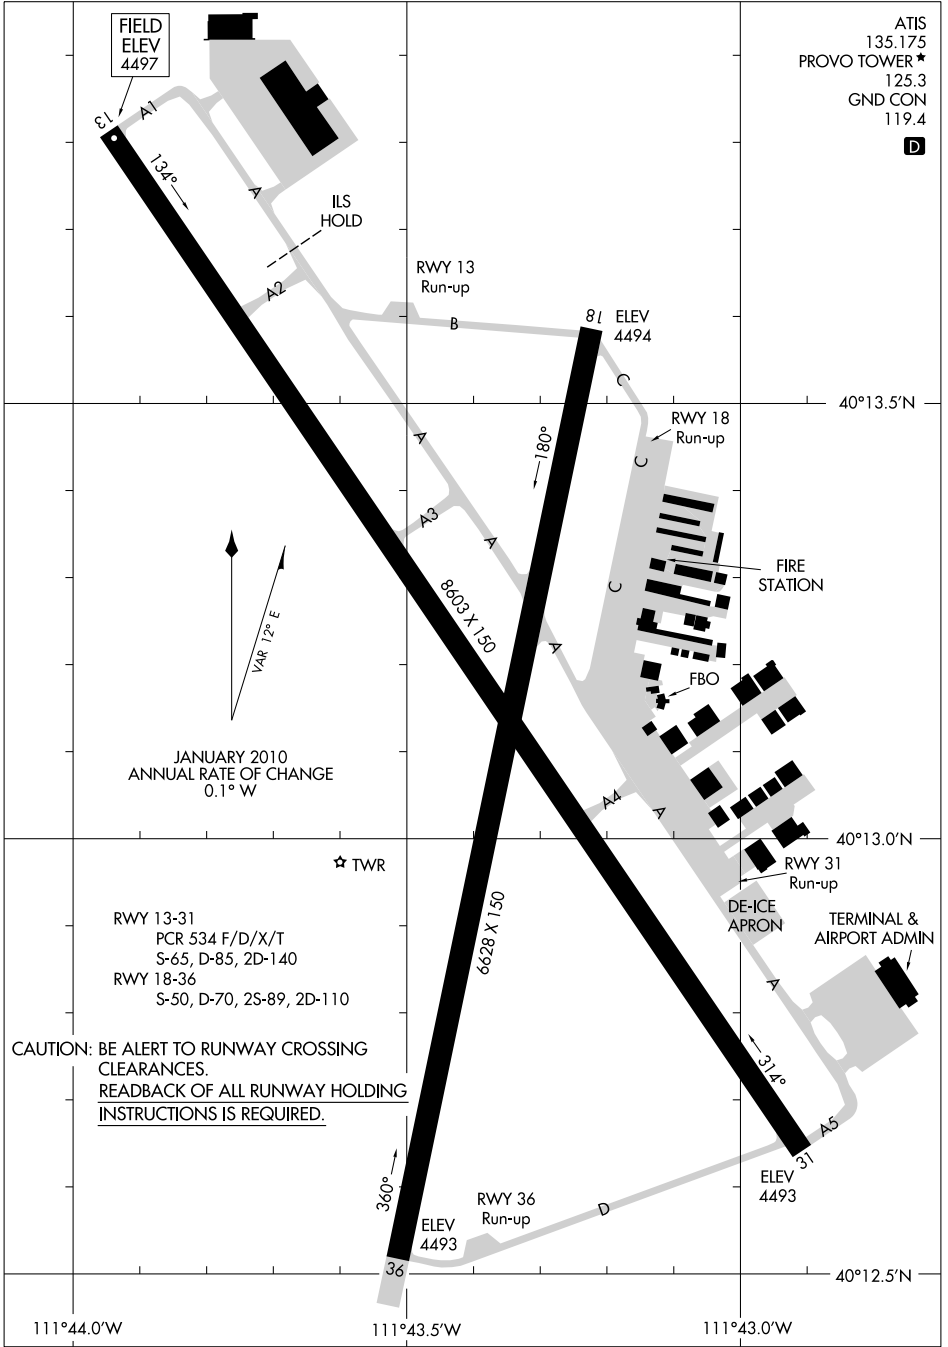 FIELD
ELEV
4497
ATIS
135.175
PROVO TOWER★
125.3
GND CON
119.4
D
13
A1
134°
A
ILS
HOLD
A2
RWY 13
Run-up
B
18
ELEV
4494
C
40°13.5'N
RWY 18
Run-up
A
180°
C
A3
A
FIRE
STATION
C
8603 X 150
VAR 12° E
A
FBO
JANUARY 2010
ANNUAL RATE OF CHANGE
0.1° W
A4
A
40°13.0'N
TWR
RWY 31
Run-up
DE-ICE
APRON
TERMINAL &
AIRPORT ADMIN
6628 X 150
RWY 13-31
PCR 534 F/D/X/T
S-65, D-85, 2D-140
RWY 18-36
S-50, D-70, 2S-89, 2D-110
A
CAUTION: BE ALERT TO RUNWAY CROSSING
CLEARANCES.
READBACK OF ALL RUNWAY HOLDING
INSTRUCTIONS IS REQUIRED.
314°
A5
31
ELEV
4493
360°
RWY 36
Run-up
D
ELEV
4493
36
40°12.5'N
111°44.0'W
111°43.5'W
111°43.0'W